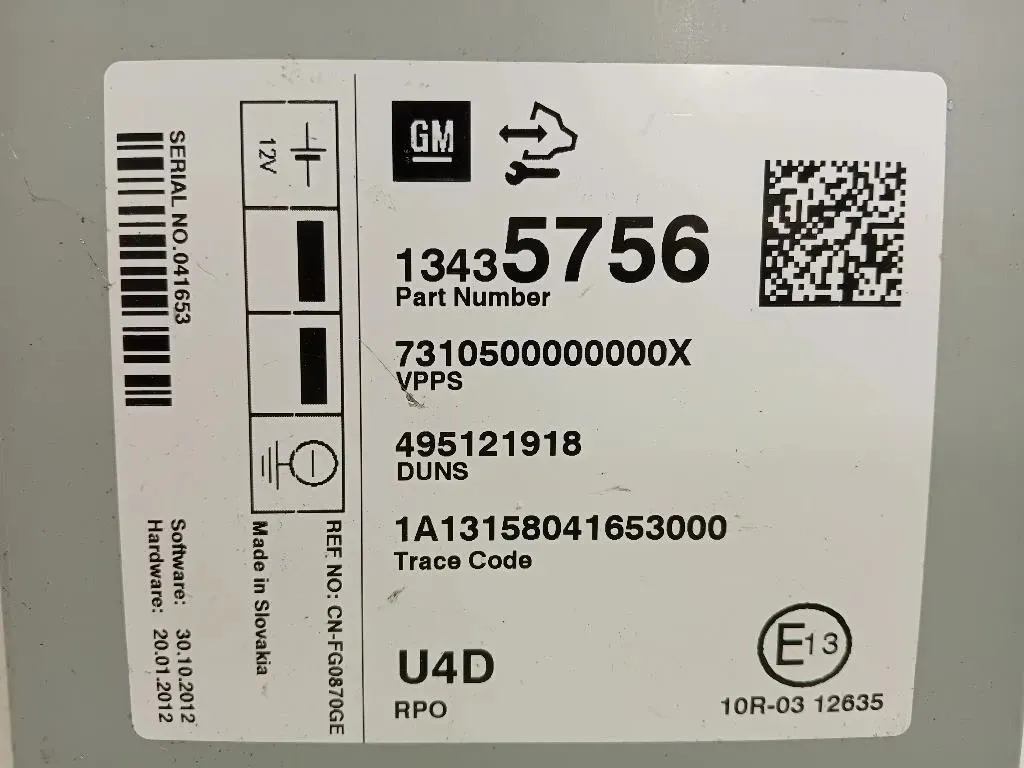 SERIAL NO.041653
12V
Software: 30.10.2012
Hardware: 20.01.2012
Made in Slovakia
REF NO: CN-FG0870GE
GM
13435756
Part Number
7310500000000X
VPPS
495121918
DUNS
1A13158041653000
Trace Code
U4D
RPO
E13
10R-03 12635